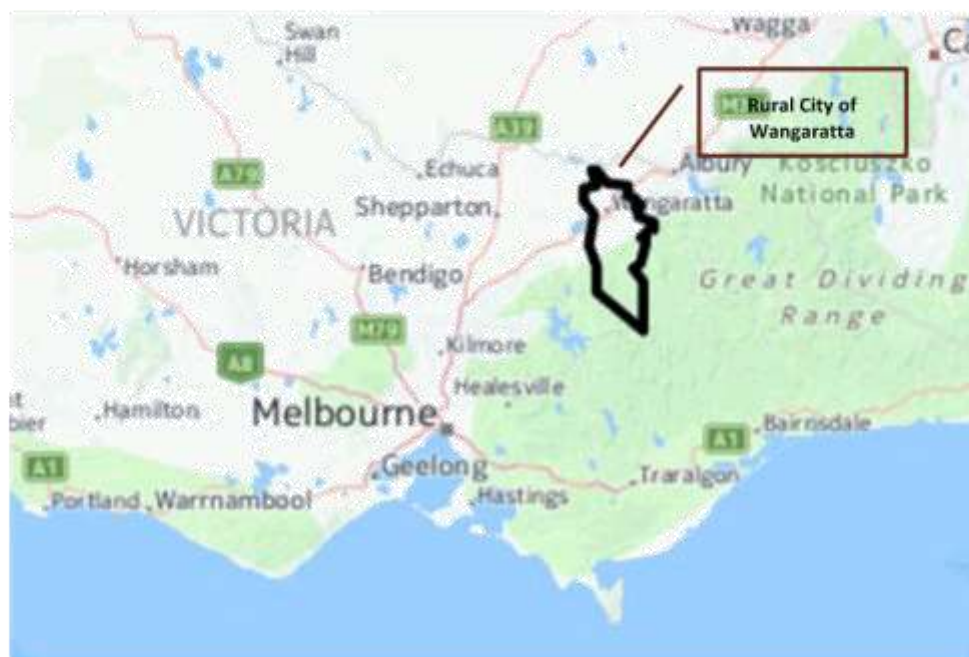 Swan
Hill
Wagga
Rural City of
Wangaratta
A39
Echuca
Albury
Kosciuszko
National Park
A79
Shepparton
Wangaratta
VICTORIA
Horsham
Bendigo
Great Dividing
Range
M79
A8
Kilmore
Healesville
Hamilton
Melbourne
Bairnsdale
A1
A1
Geelong
Traralgon
Portland
Warrnambool
Hastings